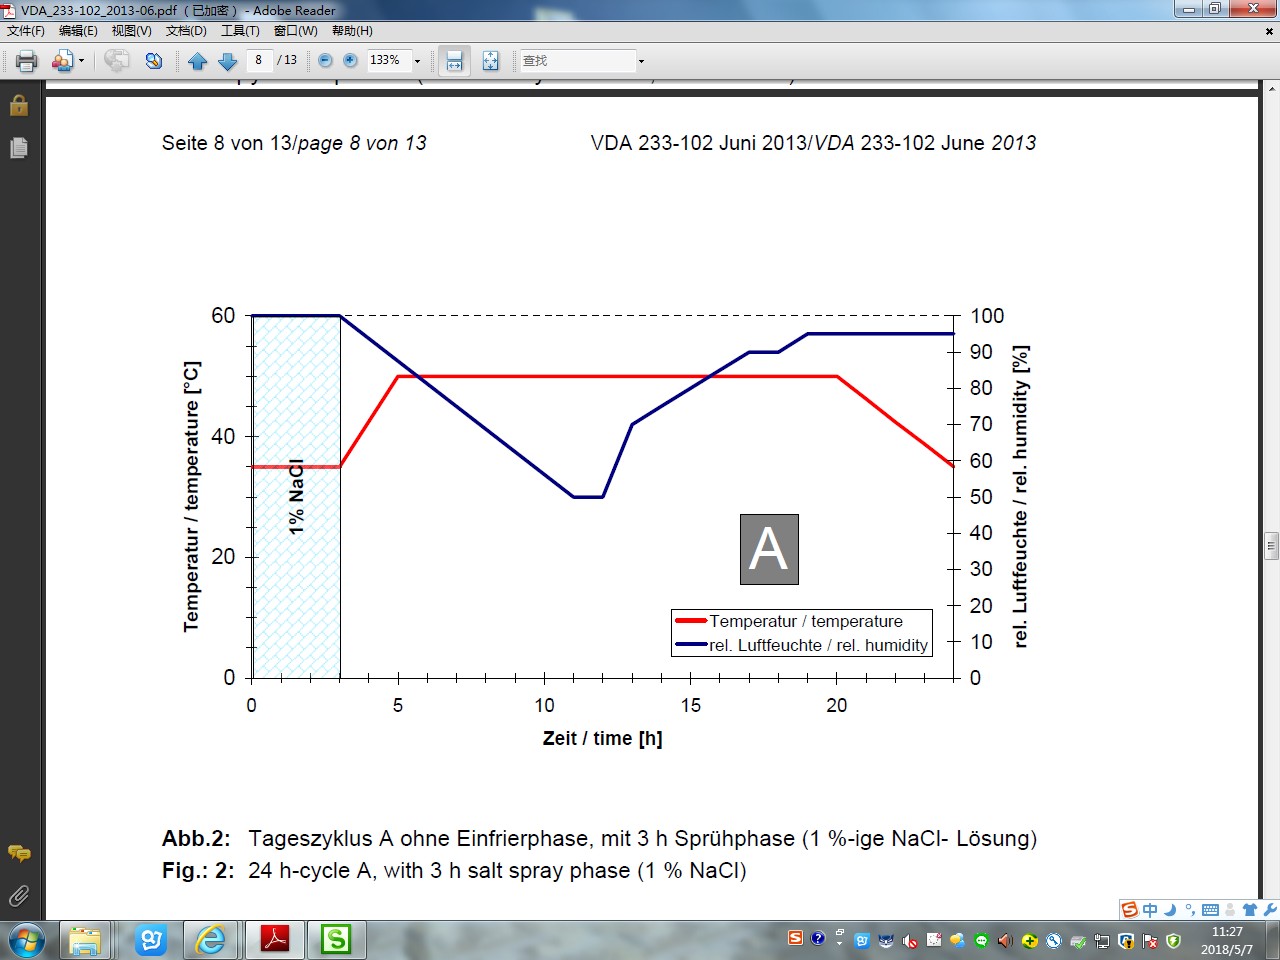 VDA_233-102_2013-06.pdf （已加密） - Adobe Reader
文件(F) 编辑(E) 视图(V) 文档(D) 工具(T) 窗口(W) 帮助(H)
8 / 13 133% 查找
Seite 8 von 13/page 8 von 13 VDA 233-102 Juni 2013/VDA 233-102 June 2013
60
40
20
0
Temperatur / temperature [°C]
1% NaCl
A
100
90
80
70
60
50
40
30
20
10
0
rel. Luftfeuchte / rel. humidity [%]
Temperatur / temperature
rel. Luftfeuchte / rel. humidity
0 5 10 15 20
Zeit / time [h]
Abb.2: Tageszyklus A ohne Einfrierphase, mit 3 h Sprühphase (1 %-ige NaCl- Lösung)
Fig.: 2: 24 h-cycle A, with 3 h salt spray phase (1 % NaCl)
中
11:27
2018/5/7